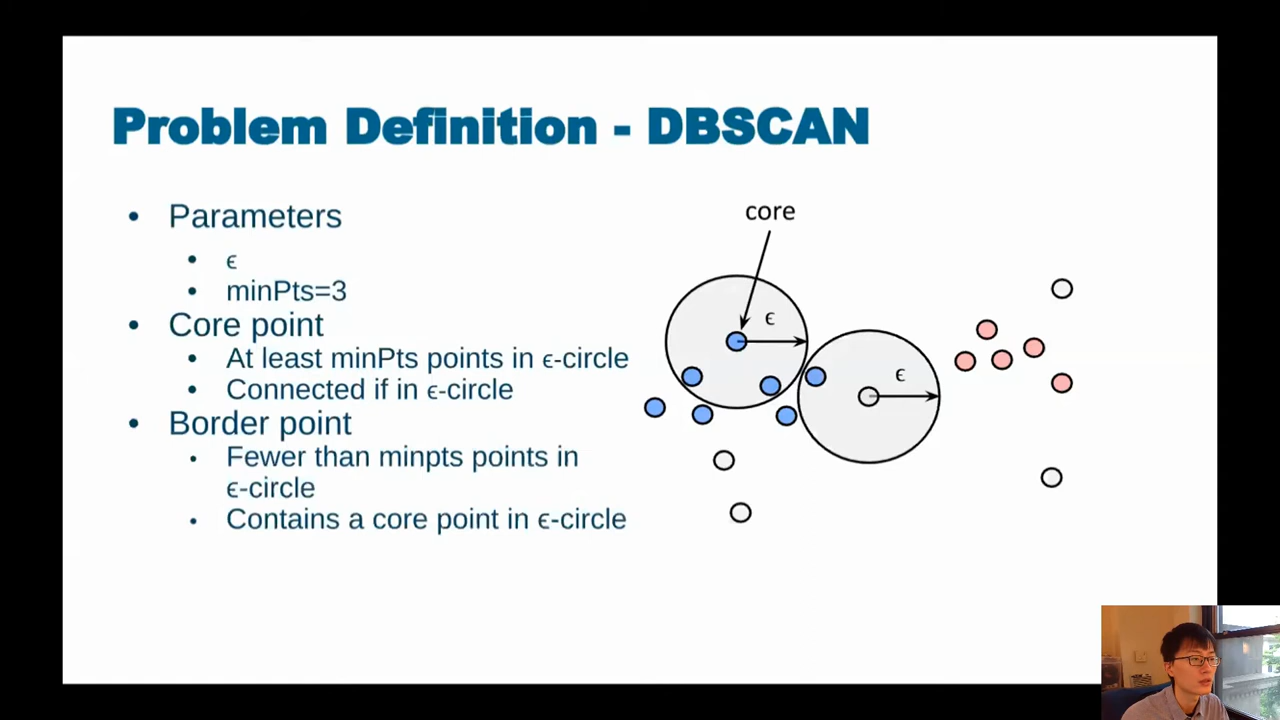 Problem Definition - DBSCAN
• Parameters
• ϵ
• minPts=3
• Core point
• At least minPts points in ϵ-circle
• Connected if in ϵ-circle
• Border point
• Fewer than minpts points in
ϵ-circle
• Contains a core point in ϵ-circle
core
ϵ
ϵ